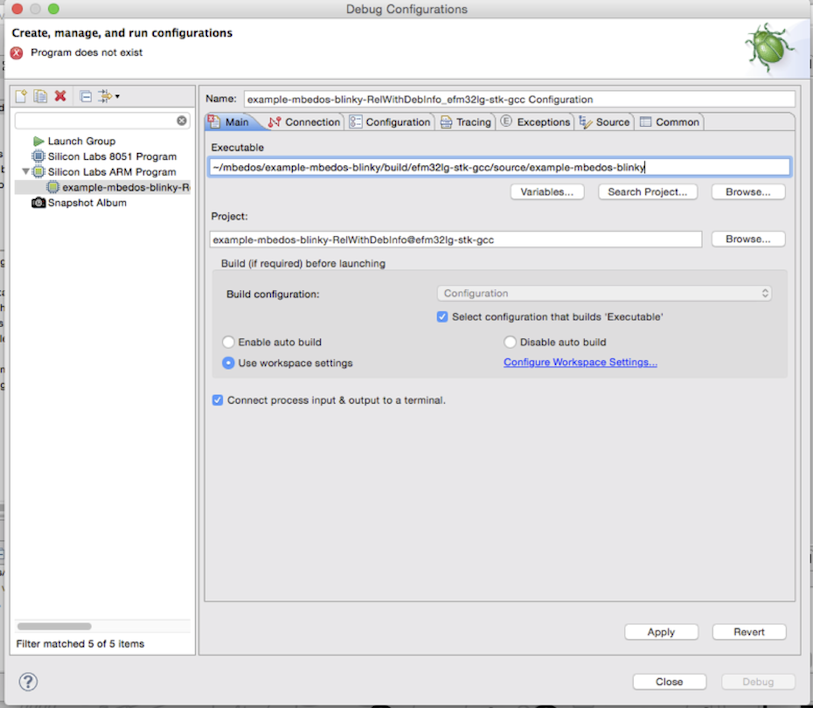 Debug Configurations
Create, manage, and run configurations
Program does not exist
Name: example-mbedos-blinky-RelWithDebInfo_efm32lg-stk-gcc Configuration
Main Connection Configuration Tracing Exceptions Source Common
Launch Group
Silicon Labs 8051 Program
Silicon Labs ARM Program
example-mbedos-blinky-R
Snapshot Album
Filter matched 5 of 5 items
Executable
~/mbedos/example-mbedos-blinky/build/efm32lg-stk-gcc/source/example-mbedos-blinky
Variables... Search Project... Browse...
Project:
example-mbedos-blinky-RelWithDebInfo@efm32lg-stk-gcc Browse...
Build (if required) before launching
Build configuration: Configuration
Select configuration that builds 'Executable'
Enable auto build Disable auto build
Use workspace settings Configure Workspace Settings...
Connect process input & output to a terminal.
Apply Revert
? Close Debug